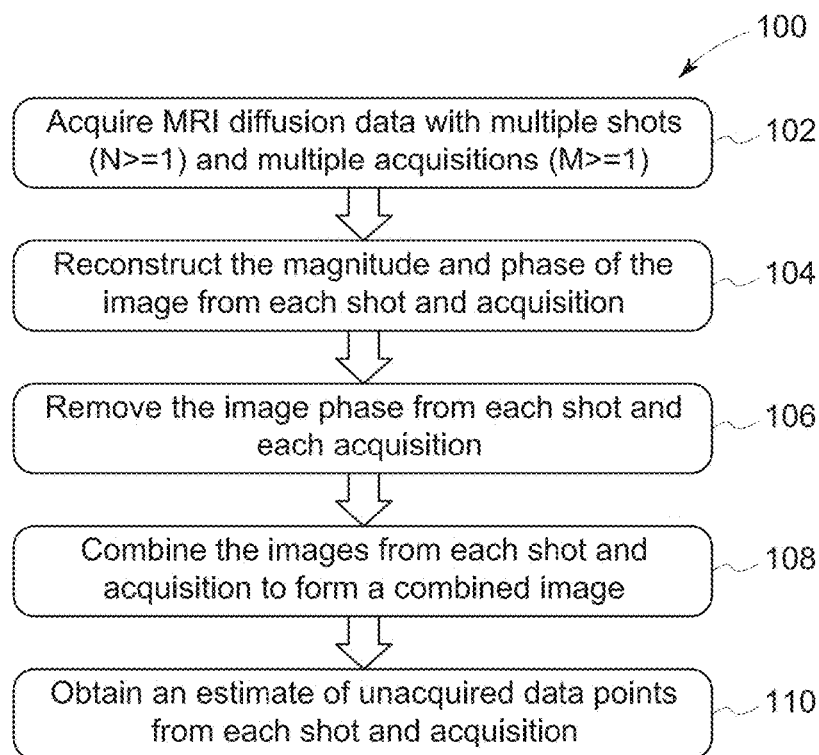 100
Acquire MRI diffusion data with multiple shots
(N>=1) and multiple acquisitions (M>=1)
102
Reconstruct the magnitude and phase of the
image from each shot and acquisition
104
Remove the image phase from each shot and
each acquisition
106
Combine the images from each shot and
acquisition to form a combined image
108
Obtain an estimate of unacquired data points
from each shot and acquisition
110